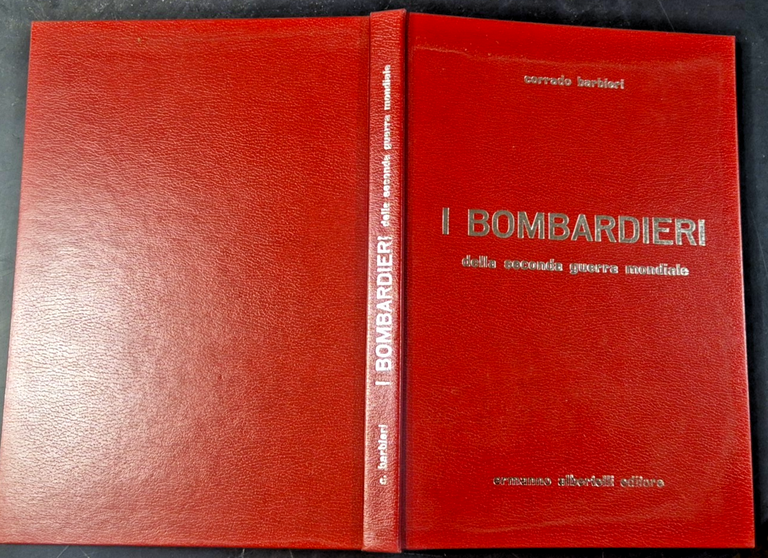 corrado barbieri
I BOMBARDIERI
della seconda guerra mondiale
ermanno albertelli editore
c. barbieri I BOMBARDIERI della seconda guerra mondiale